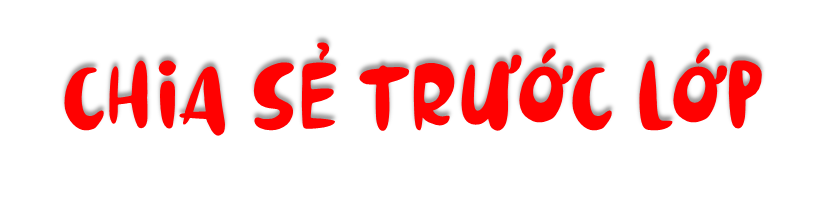 CHIA SẺ TRƯỚC LỚP